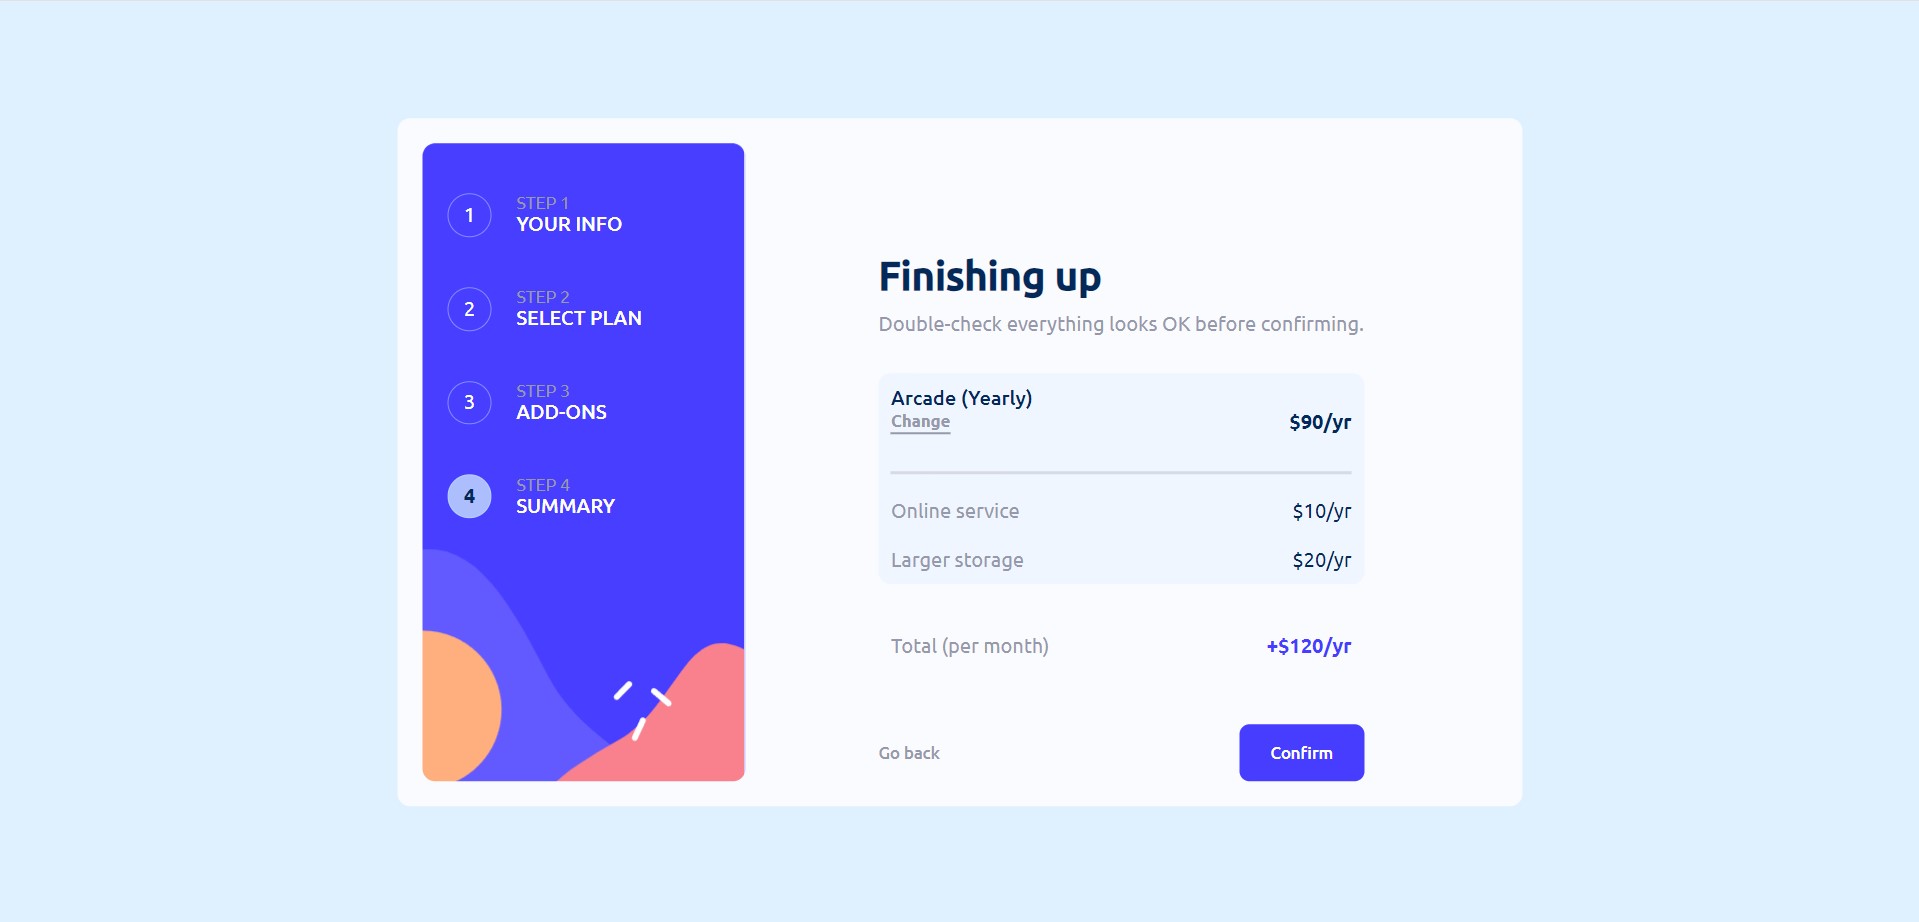 1
STEP 1
YOUR INFO
2
STEP 2
SELECT PLAN
3
STEP 3
ADD-ONS
4
STEP 4
SUMMARY
Finishing up
Double-check everything looks OK before confirming.
Arcade (Yearly)
Change
$90/yr
Online service $10/yr
Larger storage $20/yr
Total (per month) +$120/yr
Go back
Confirm